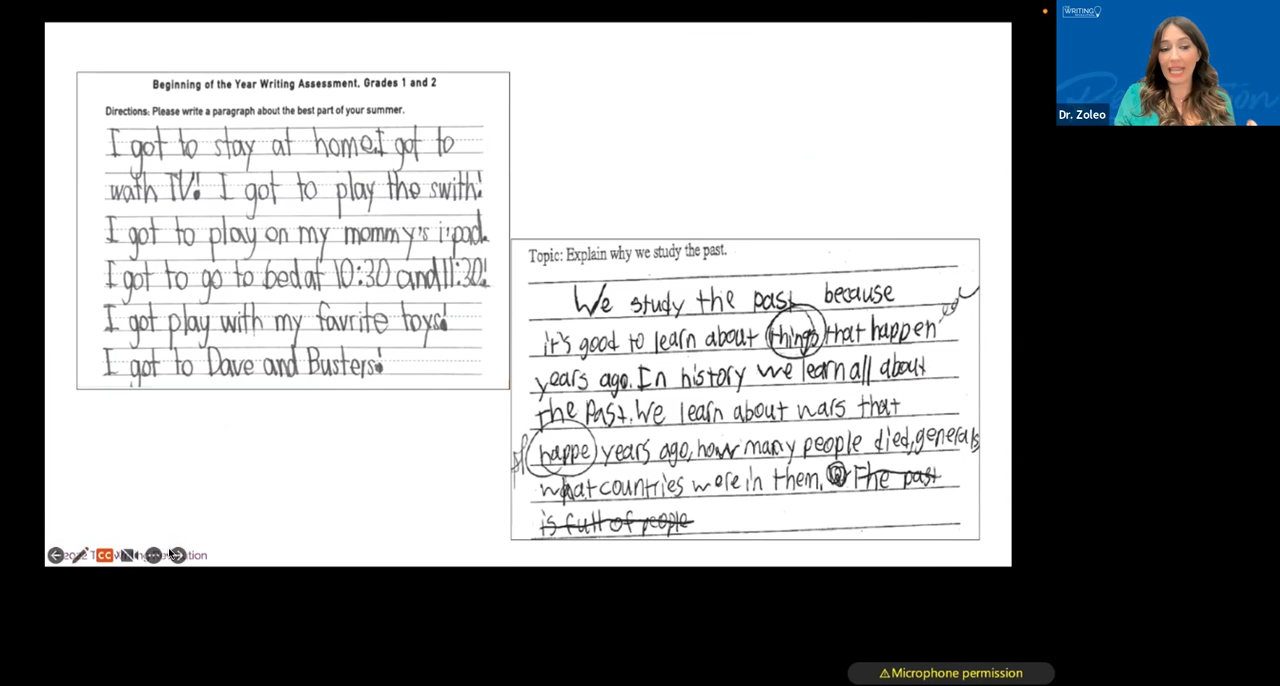 Beginning of the Year Writing Assessment, Grades 1 and 2
Directions: Please write a paragraph about the best part of your summer.
I got to stay at home.I got to
wath TV! I got to play the swith!
I got to play on my mommy's i'pad.
I got to go to bed at 10:30 and 11:30!
I got play with my favrite toys!
I got to Dave and Busters!
Topic: Explain why we study the past.
We study the past because
it's good to learn about things that happen
years ago. In history we learn all about
the Past. We learn about wars that
happe years ago, how many people died, generals
what countries were in them. The past
is full of people
WRITING
Dr. Zoleo
CC
⚠Microphone permission